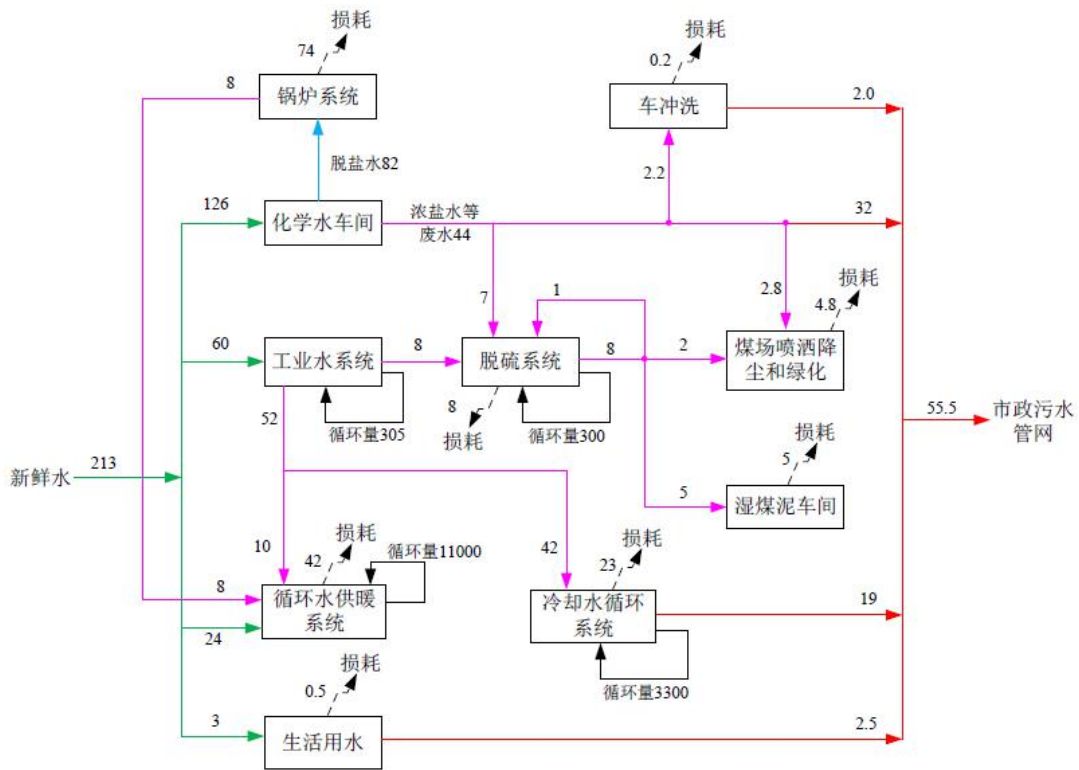 损耗
74
8
锅炉系统
脱盐水82
损耗
0.2
车冲洗
2.0
2.2
126
化学水车间
浓盐水等
废水44
32
7
1
2.8
损耗
4.8
60
工业水系统
8
脱硫系统
8
2
煤场喷洒降
尘和绿化
52
循环量305
8
损耗
循环量300
55.5
市政污水
管网
新鲜水
213
损耗
5
5
湿煤泥车间
10
损耗
42
循环量11000
42
损耗
23
8
循环水供暖
系统
24
冷却水循环
系统
19
循环量3300
损耗
0.5
3
生活用水
2.5